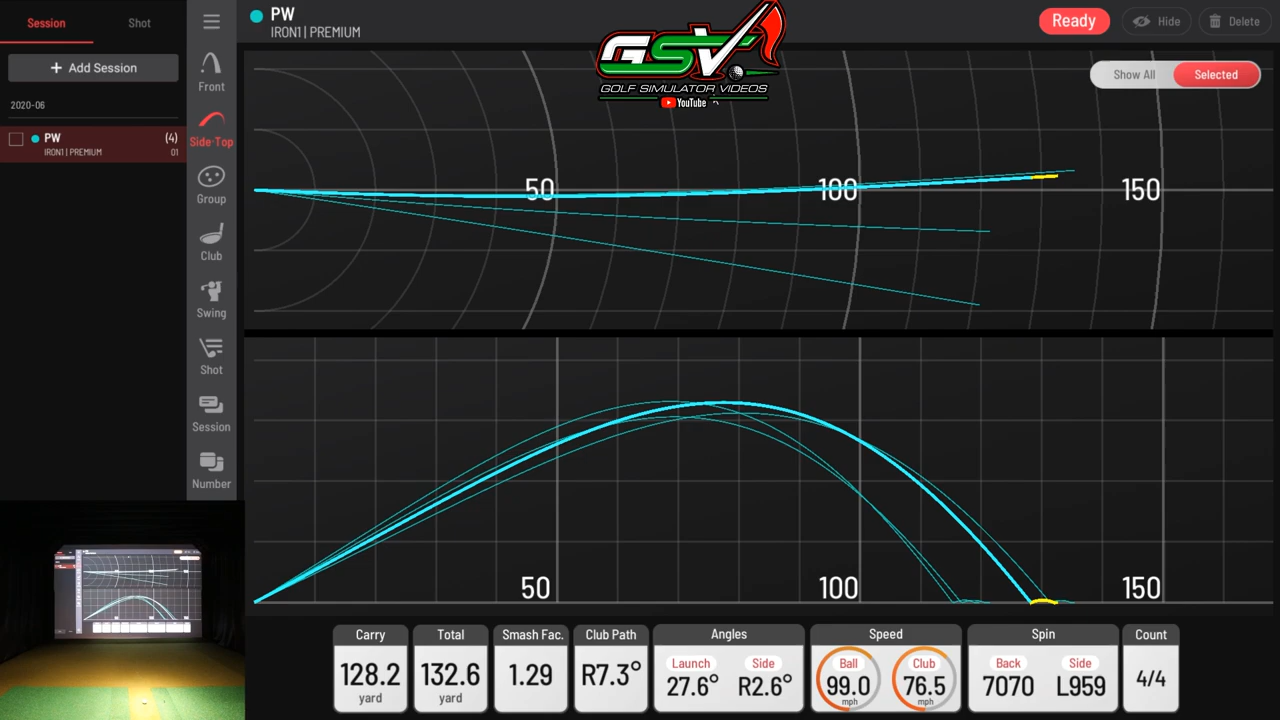 Session
Shot
+ Add Session
2020-06
PW
(4)
IRON1 | PREMIUM
01
Front
Side-Top
Group
Club
Swing
Shot
Session
Number
PW
IRON1 | PREMIUM
GSV
GOLF SIMULATOR VIDEOS
YouTube
Ready
Hide
Delete
Show All
Selected
50
100
150
50
100
150
Carry
128.2
yard
Total
132.6
yard
Smash Fac.
1.29
Club Path
R7.3°
Angles
Launch
27.6°
Side
R2.6°
Speed
Ball
99.0
mph
Club
76.5
mph
Spin
Back
7070
Side
L959
Count
4/4